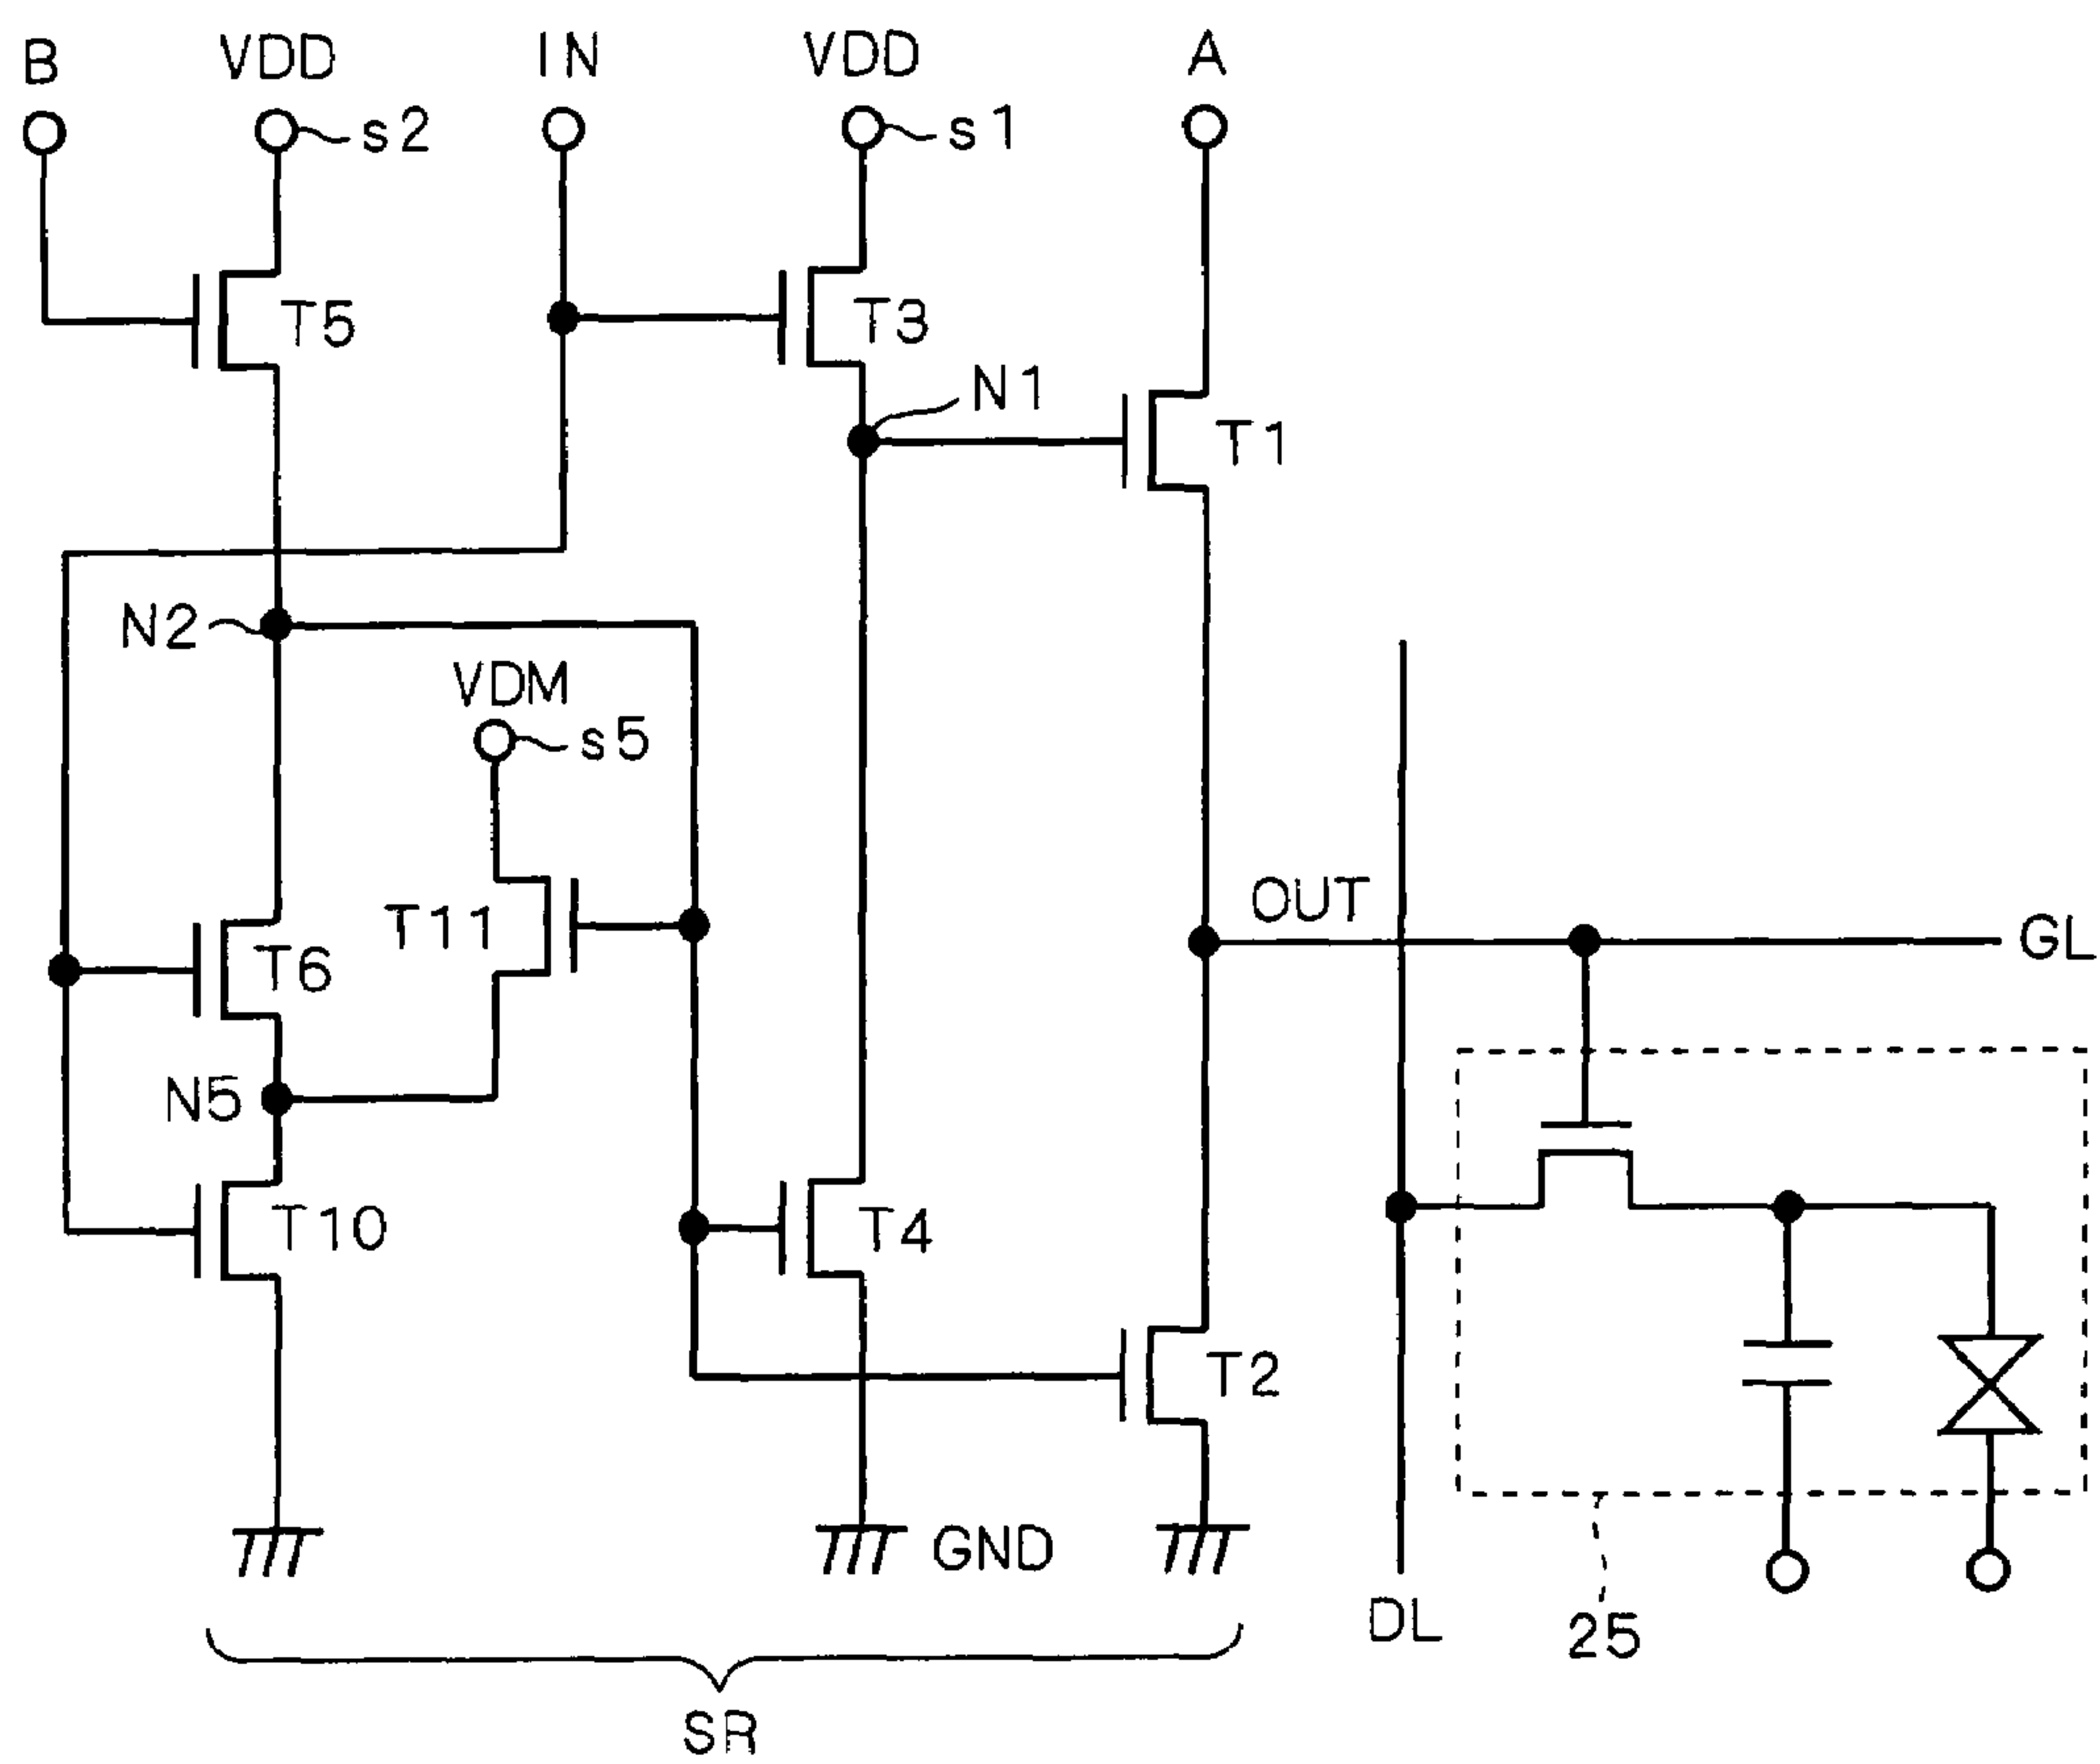 B VDD IN VDD A
s2 s1
T5 T3
N1
T1
N2
VDM
s5
OUT
T11 GL
T6
N5
T10 T4
T2
GND
DL
25
SR